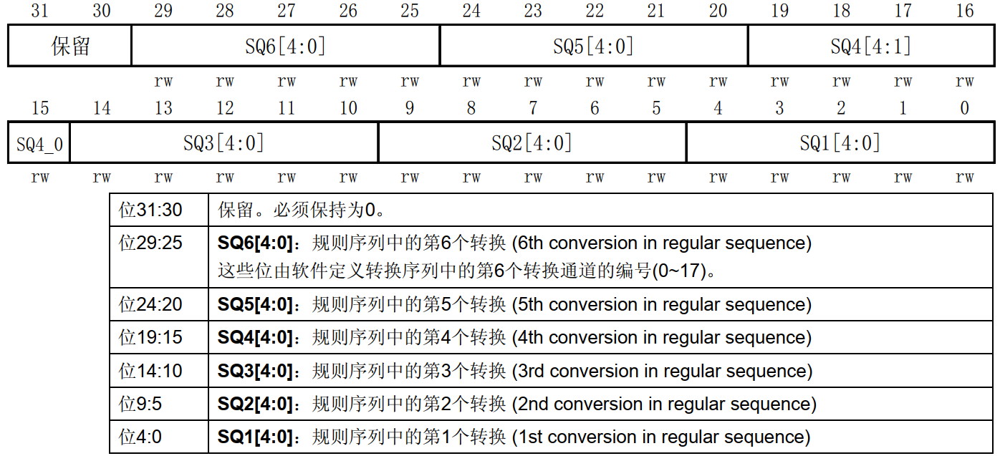 31 30 29 28 27 26 25 24 23 22 21 20 19 18 17 16
保留 SQ6[4:0] SQ5[4:0] SQ4[4:1]
rw rw rw rw rw rw rw rw rw rw rw rw rw rw
15 14 13 12 11 10 9 8 7 6 5 4 3 2 1 0
SQ4_0 SQ3[4:0] SQ2[4:0] SQ1[4:0]
rw rw rw rw rw rw rw rw rw rw rw rw rw rw rw rw
位31:30 保留。必须保持为0。
位29:25 SQ6[4:0]：规则序列中的第6个转换 (6th conversion in regular sequence)
这些位由软件定义转换序列中的第6个转换通道的编号(0~17)。
位24:20 SQ5[4:0]：规则序列中的第5个转换 (5th conversion in regular sequence)
位19:15 SQ4[4:0]：规则序列中的第4个转换 (4th conversion in regular sequence)
位14:10 SQ3[4:0]：规则序列中的第3个转换 (3rd conversion in regular sequence)
位9:5 SQ2[4:0]：规则序列中的第2个转换 (2nd conversion in regular sequence)
位4:0 SQ1[4:0]：规则序列中的第1个转换 (1st conversion in regular sequence)